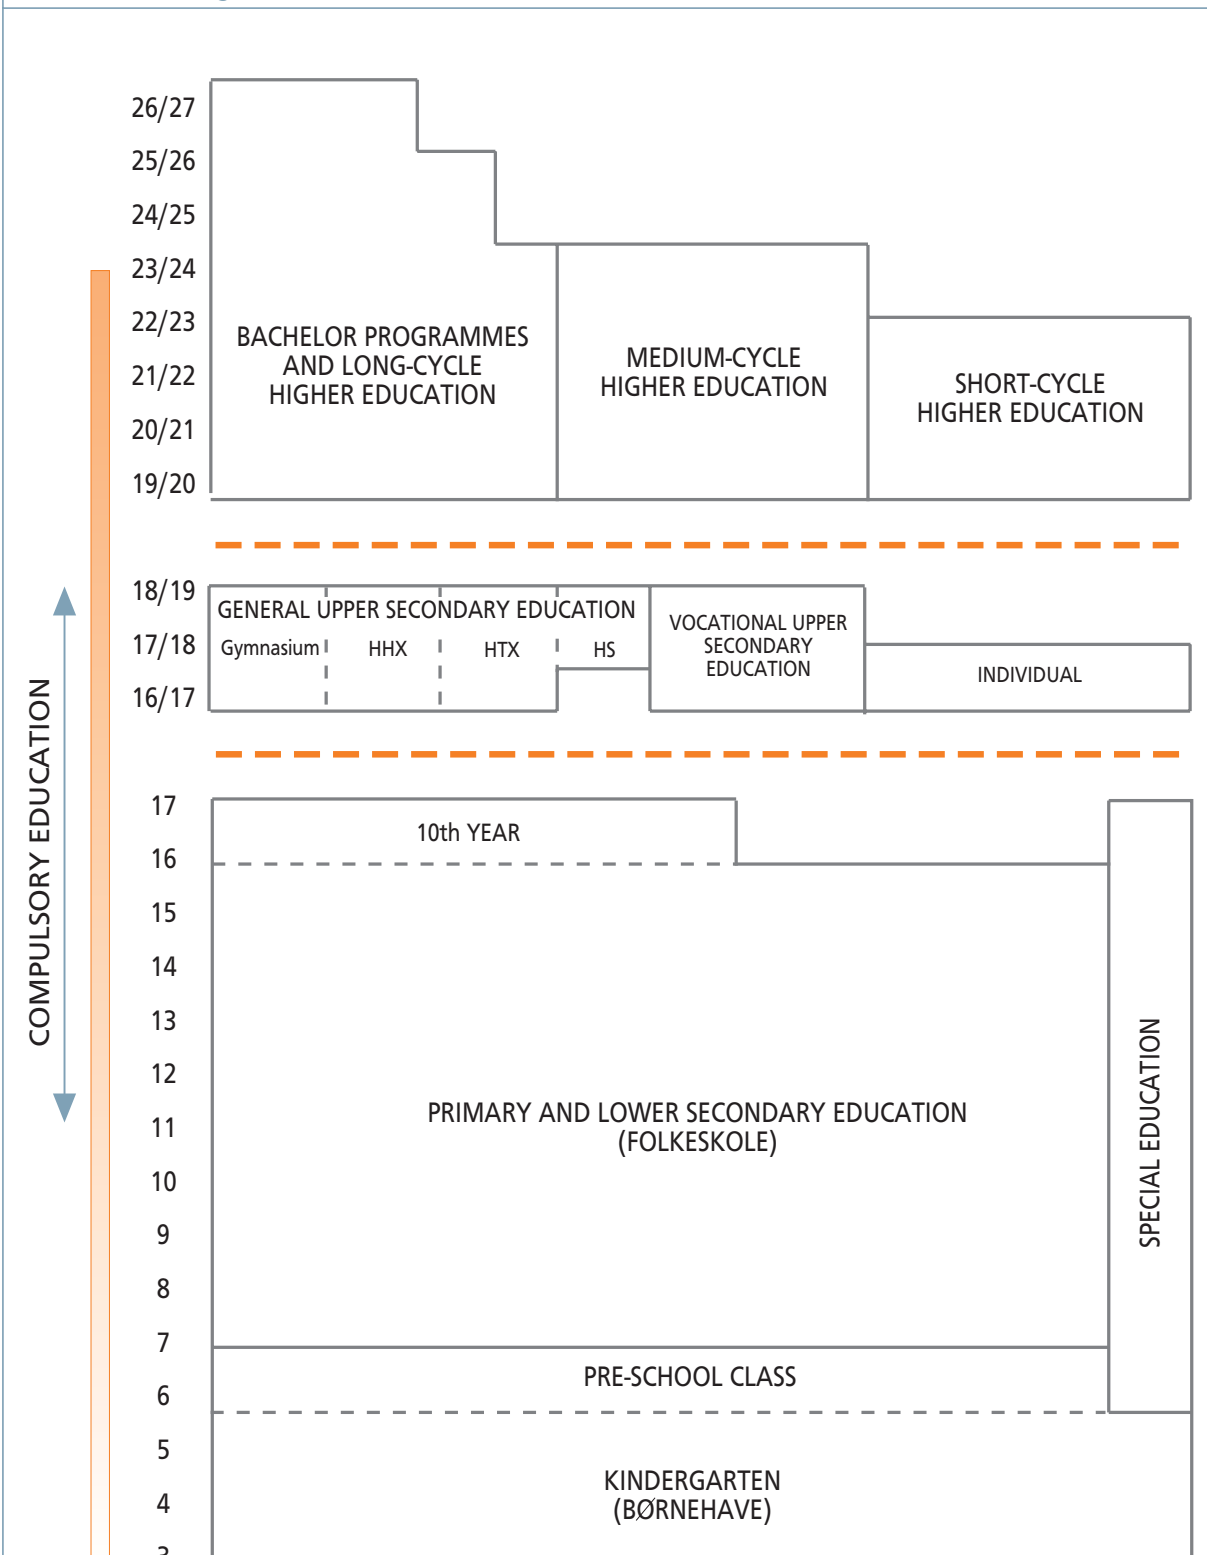 26/27
25/26
24/25
23/24
22/23
21/22
20/21
19/20
BACHELOR PROGRAMMES
AND LONG-CYCLE
HIGHER EDUCATION
MEDIUM-CYCLE
HIGHER EDUCATION
SHORT-CYCLE
HIGHER EDUCATION
18/19
17/18
16/17
GENERAL UPPER SECONDARY EDUCATION
Gymnasium
HHX
HTX
HS
VOCATIONAL UPPER
SECONDARY
EDUCATION
INDIVIDUAL
COMPULSORY EDUCATION
17
16
15
14
13
12
11
10
9
8
7
6
5
4
10th YEAR
PRIMARY AND LOWER SECONDARY EDUCATION
(FOLKESKOLE)
SPECIAL EDUCATION
PRE-SCHOOL CLASS
KINDERGARTEN
(BØRNEHAVE)